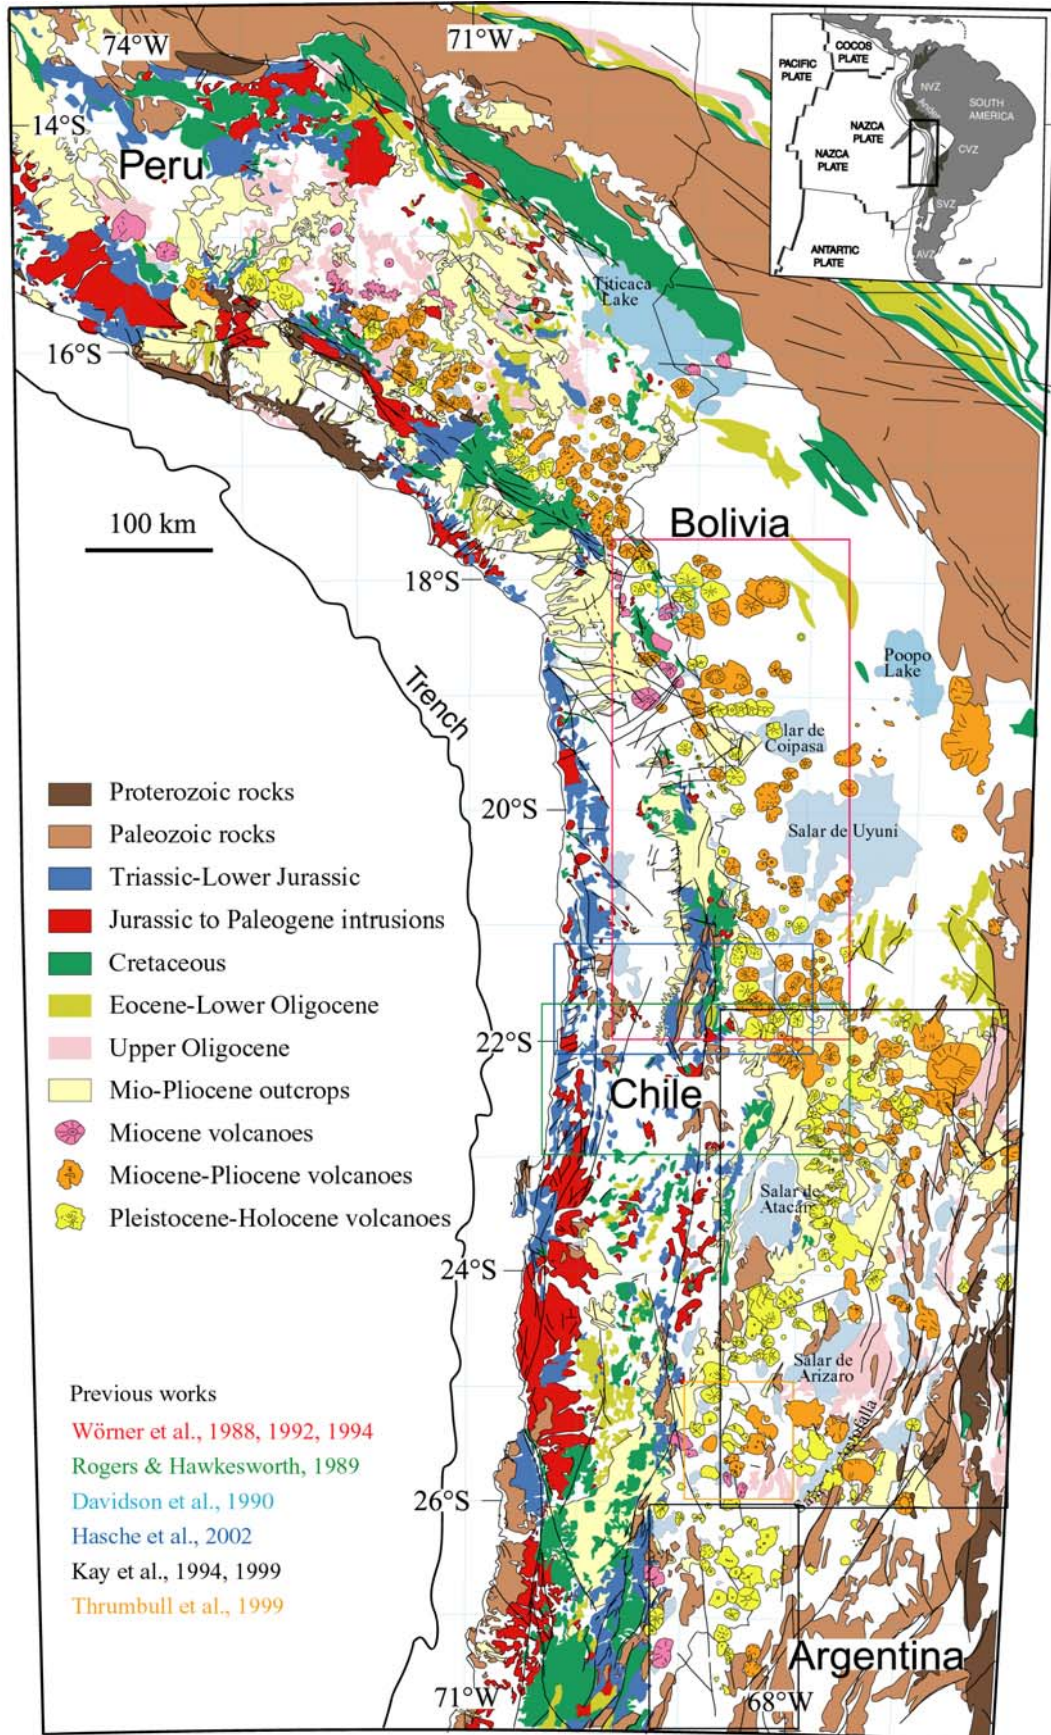 74°W
71°W
COCOS
PLATE
PACIFIC
PLATE
NVZ
Andes
SOUTH
AMERICA
NAZCA
PLATE
NAZCA
PLATE
CVZ
SVZ
ANTARTIC
PLATE
AVZ
14°S
Peru
Titicaca
Lake
16°S
100 km
Bolivia
18°S
Trench
Poopo
Lake
Salar de
Coipasa
20°S
Salar de Uyuni
Proterozoic rocks
Paleozoic rocks
Triassic-Lower Jurassic
Jurassic to Paleogene intrusions
Cretaceous
Eocene-Lower Oligocene
Upper Oligocene
Mio-Pliocene outcrops
Miocene volcanoes
Miocene-Pliocene volcanoes
Pleistocene-Holocene volcanoes
22°S
Chile
Salar de
24°S
Salar de
Arizaro
Previous works
Wörner et al., 1988, 1992, 1994
Rogers & Hawkesworth, 1989
Davidson et al., 1990
Hasche et al., 2002
Kay et al., 1994, 1999
Thrumbull et al., 1999
26°S
Argentina
71°W
68°W